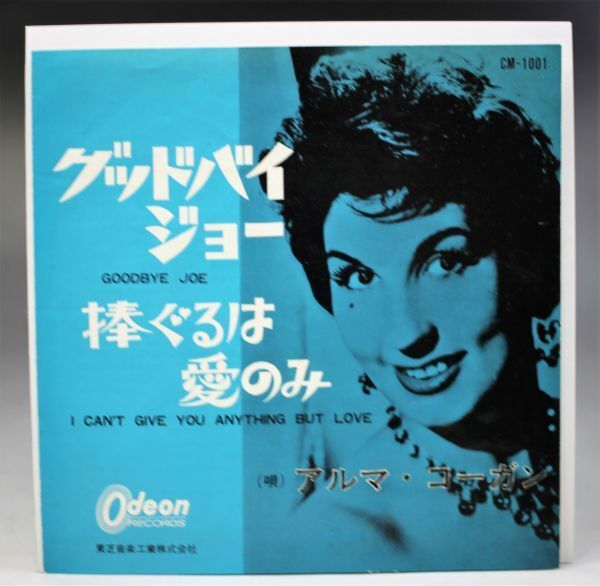 CM-1001
グッドバイ
ジョー
GOODBYE JOE
捧ぐるは
愛のみ
I CAN'T GIVE YOU ANYTHING BUT LOVE
(唄) アルマ・コーガン
Odeon
RECORDS
東芝音楽工業株式会社